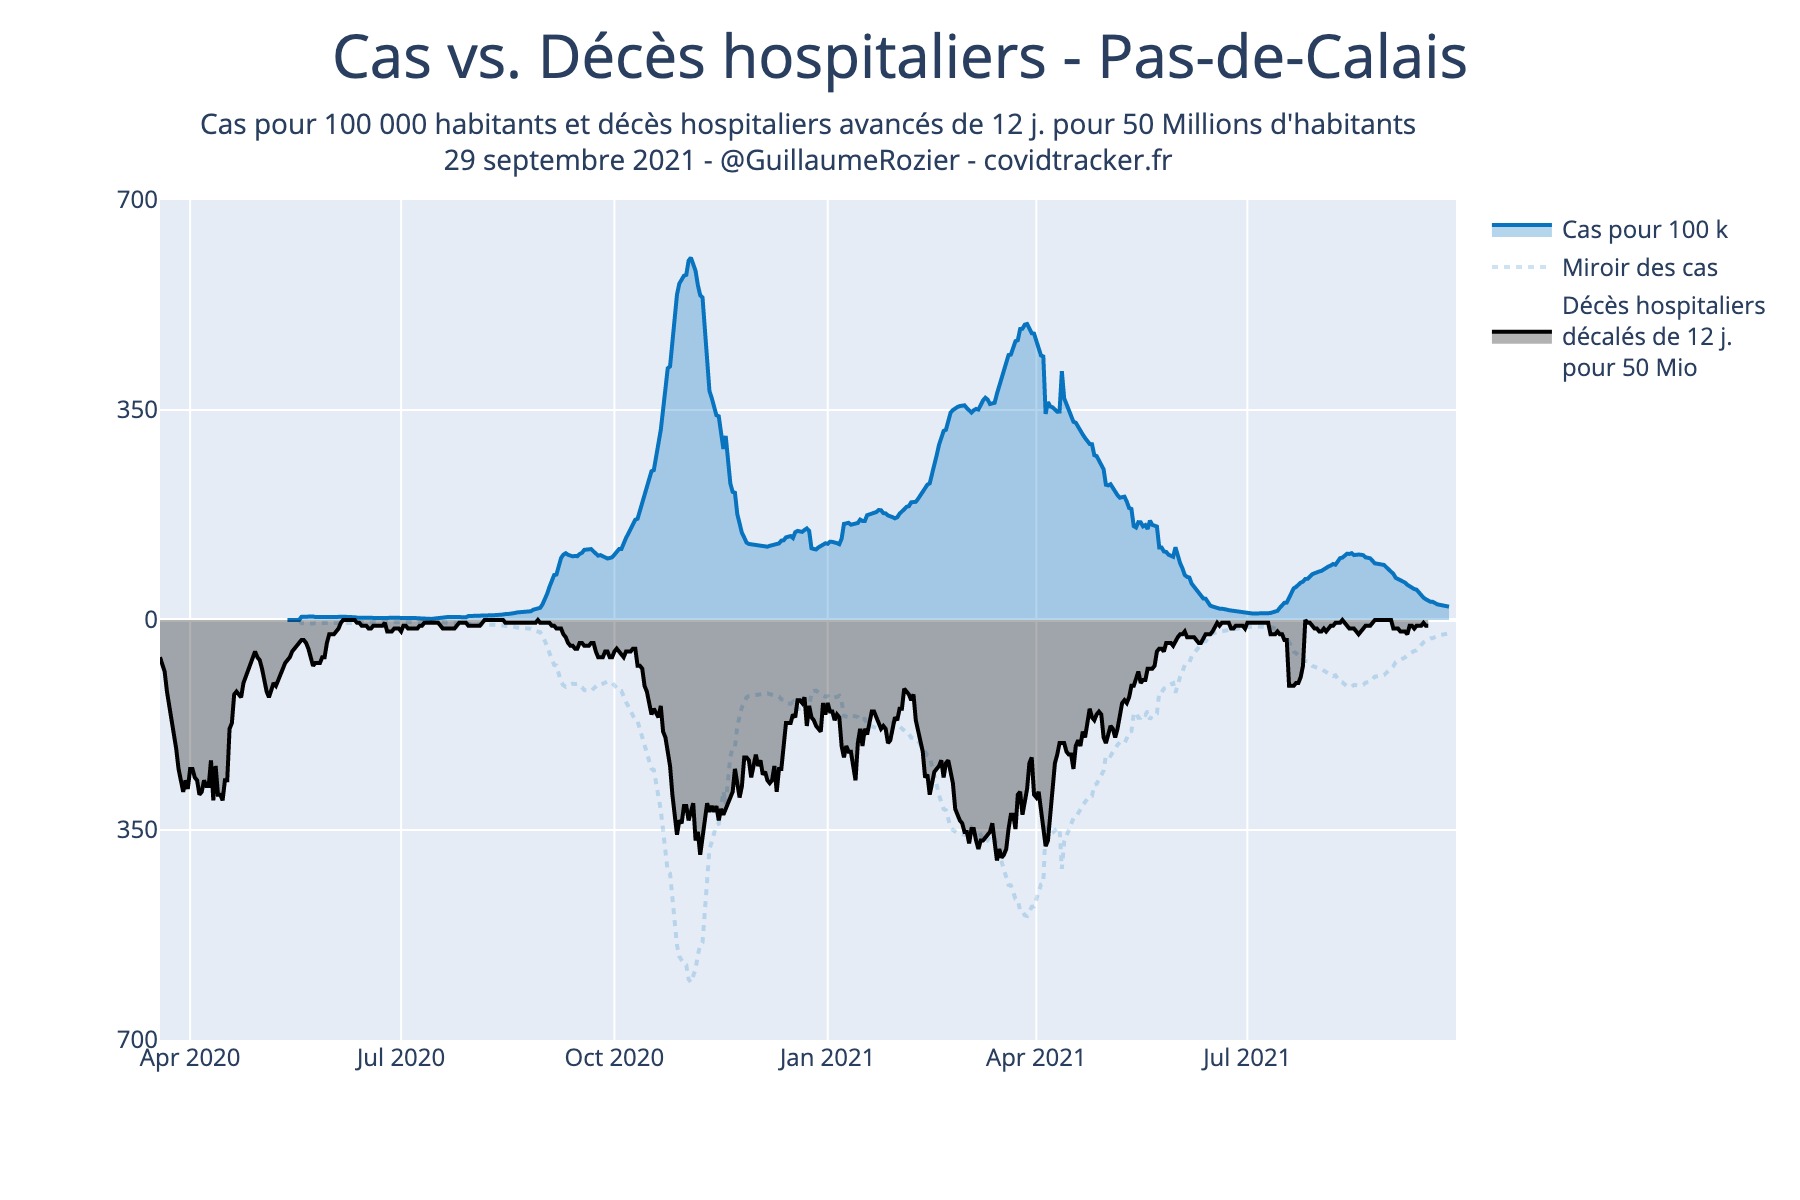 Cas vs. Décès hospitaliers - Pas-de-Calais
Cas pour 100 000 habitants et décès hospitaliers avancés de 12 j. pour 50 Millions d'habitants
29 septembre 2021 - @GuillaumeRozier - covidtracker.fr
700
350
0
350
700
Apr 2020
Jul 2020
Oct 2020
Jan 2021
Apr 2021
Jul 2021
Cas pour 100 k
Miroir des cas
Décès hospitaliers
décalés de 12 j.
pour 50 Mio